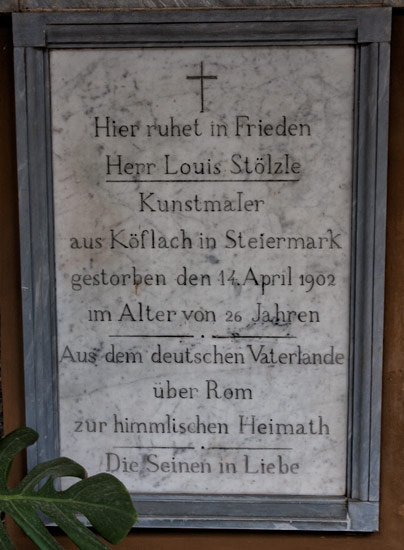 Hier ruhet in Frieden
Herr Louis Stölzle
Kunstmaler
aus Köflach in Steiermark
gestorben den 14. April 1902
im Alter von 26 Jahren
Aus dem deutschen Vaterlande
über Rom
zur himmlischen Heimath
Die Seinen in Liebe